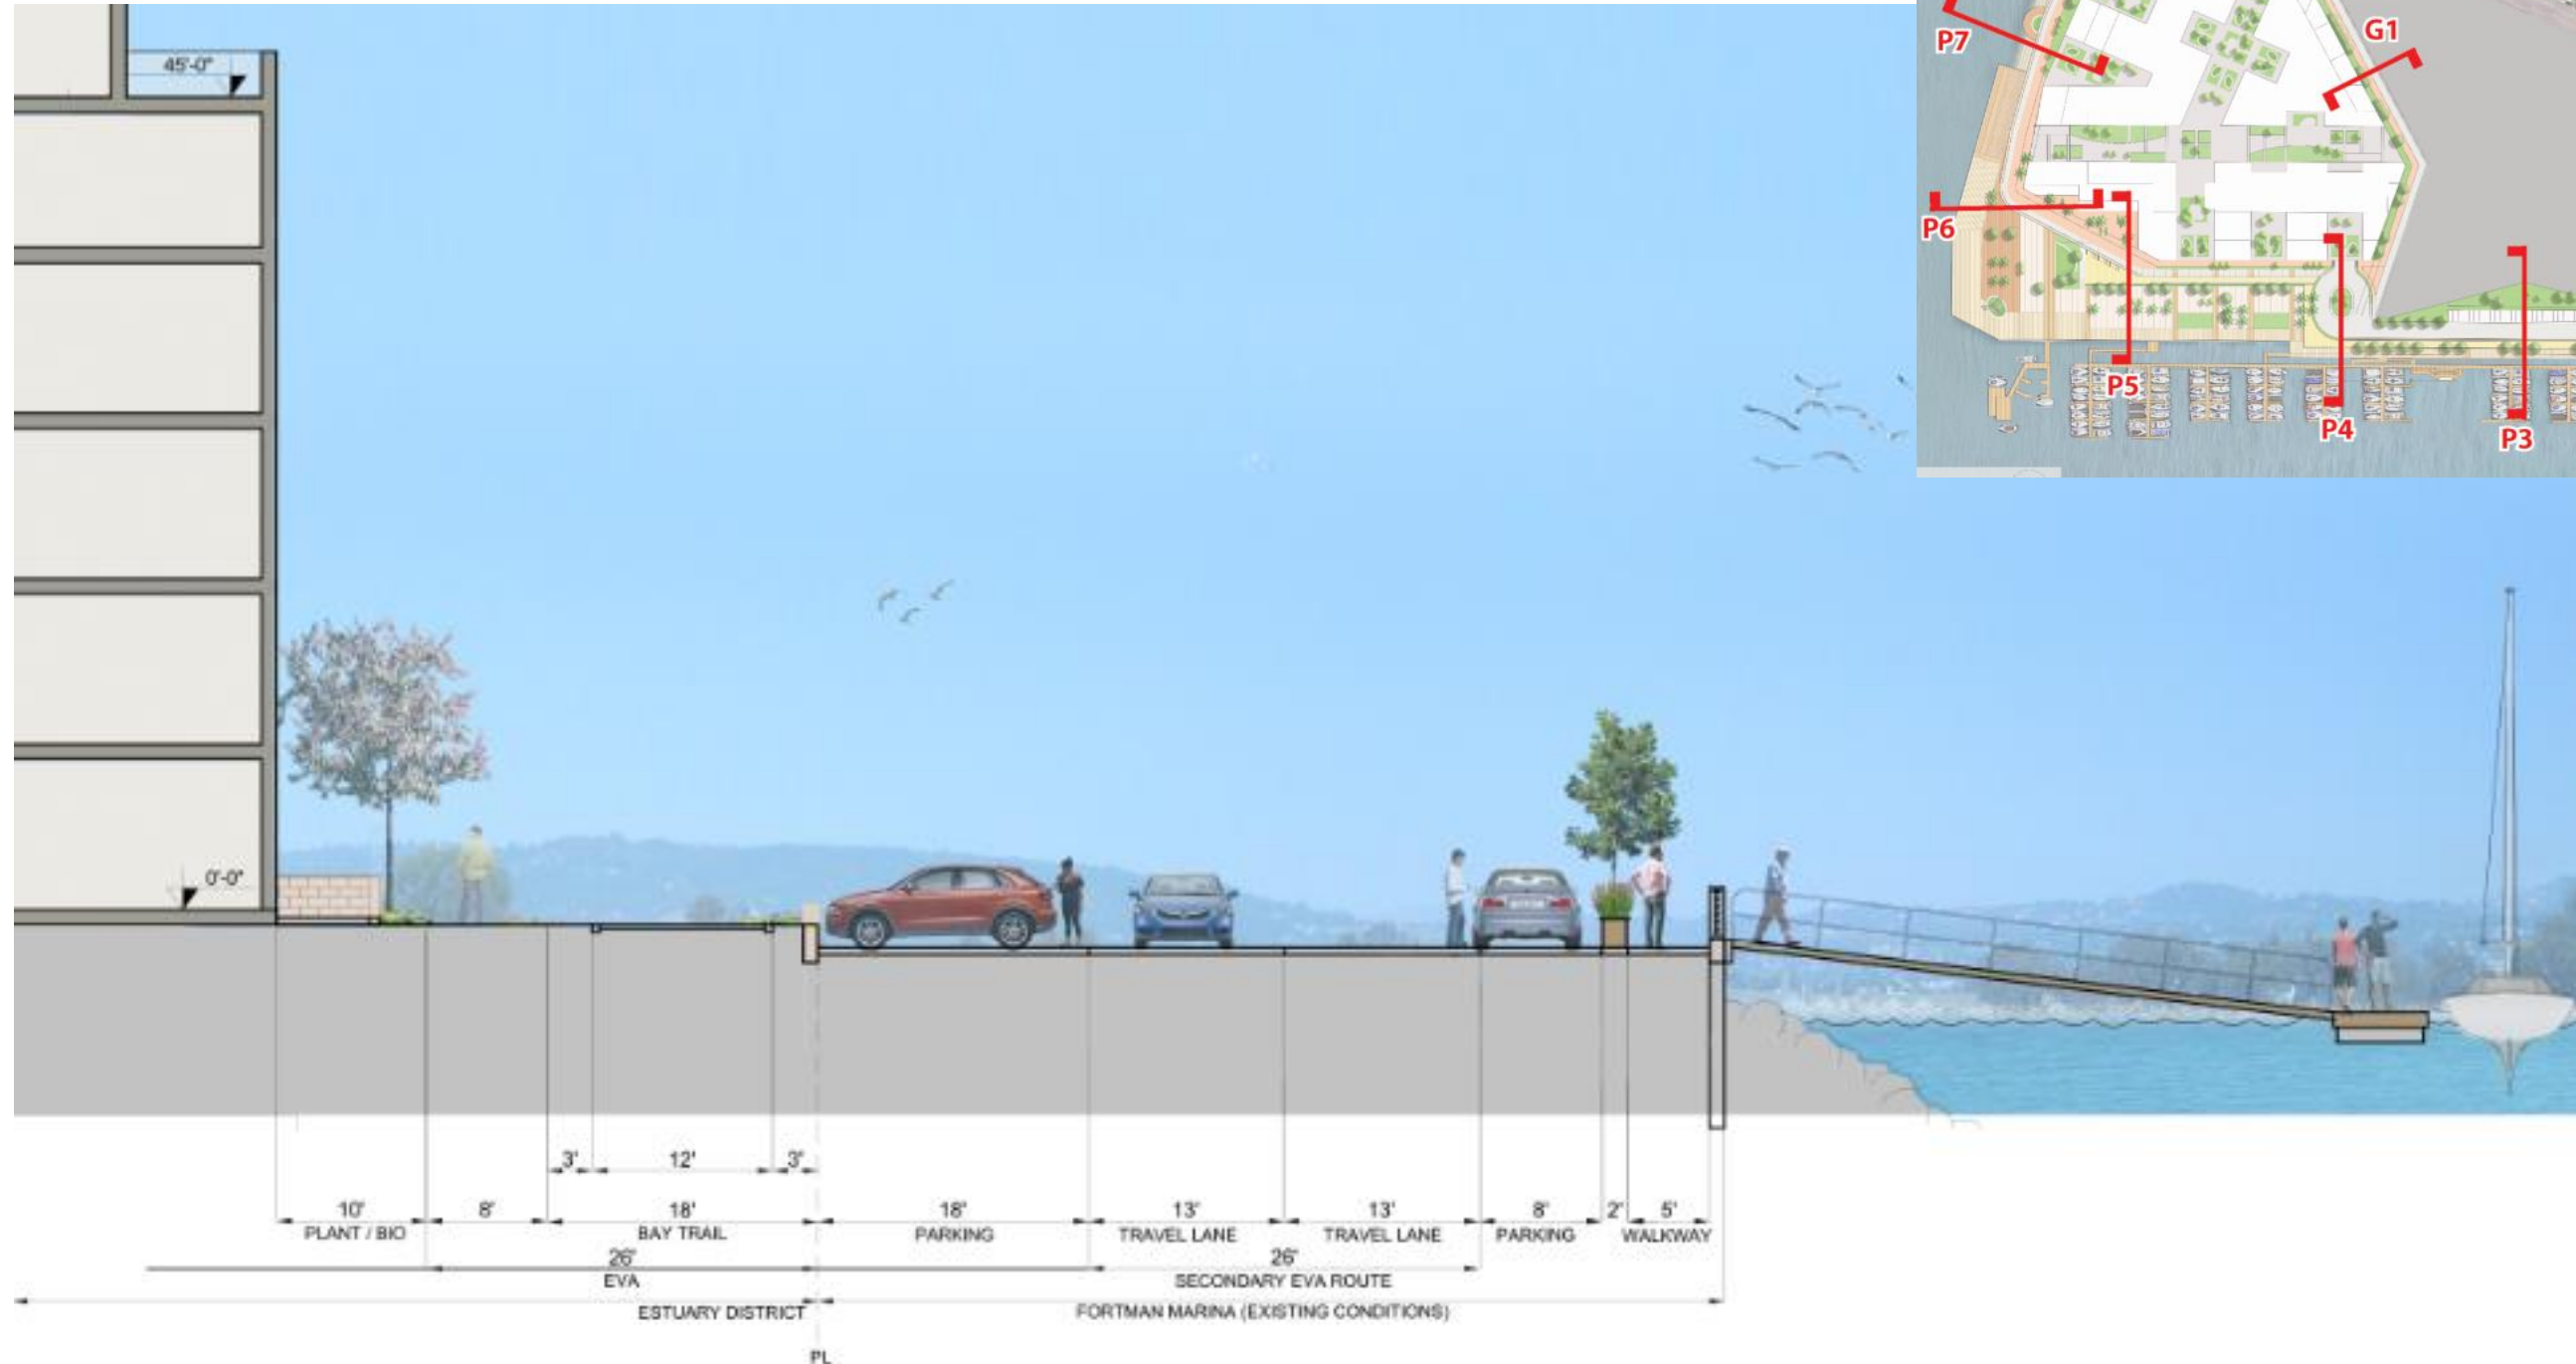 45'-0"
P7
G1
P6
P5
P4
P3
0'-0"
3' 12' 3'
10' 8' 18' 18' 13' 13' 8' 2' 5'
PLANT / BIO BAY TRAIL PARKING TRAVEL LANE TRAVEL LANE PARKING WALKWAY
26' 26'
EVA SECONDARY EVA ROUTE
ESTUARY DISTRICT FORTMAN MARINA (EXISTING CONDITIONS)
PL